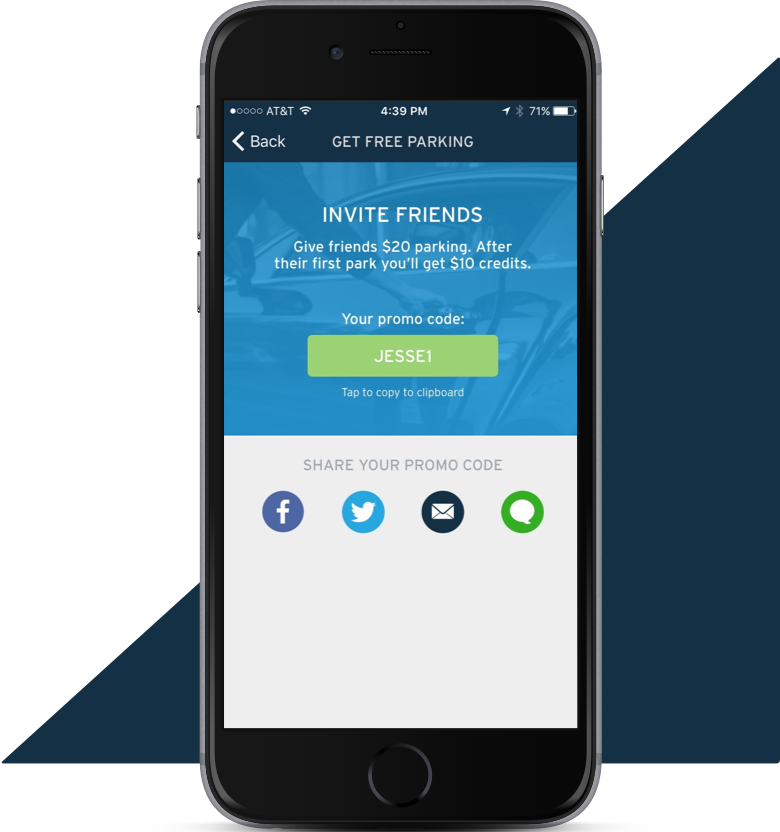 AT&T 4:39 PM 71%
Back GET FREE PARKING
INVITE FRIENDS
Give friends $20 parking. After
their first park you'll get $10 credits.
Your promo code:
JESSE1
Tap to copy to clipboard
SHARE YOUR PROMO CODE